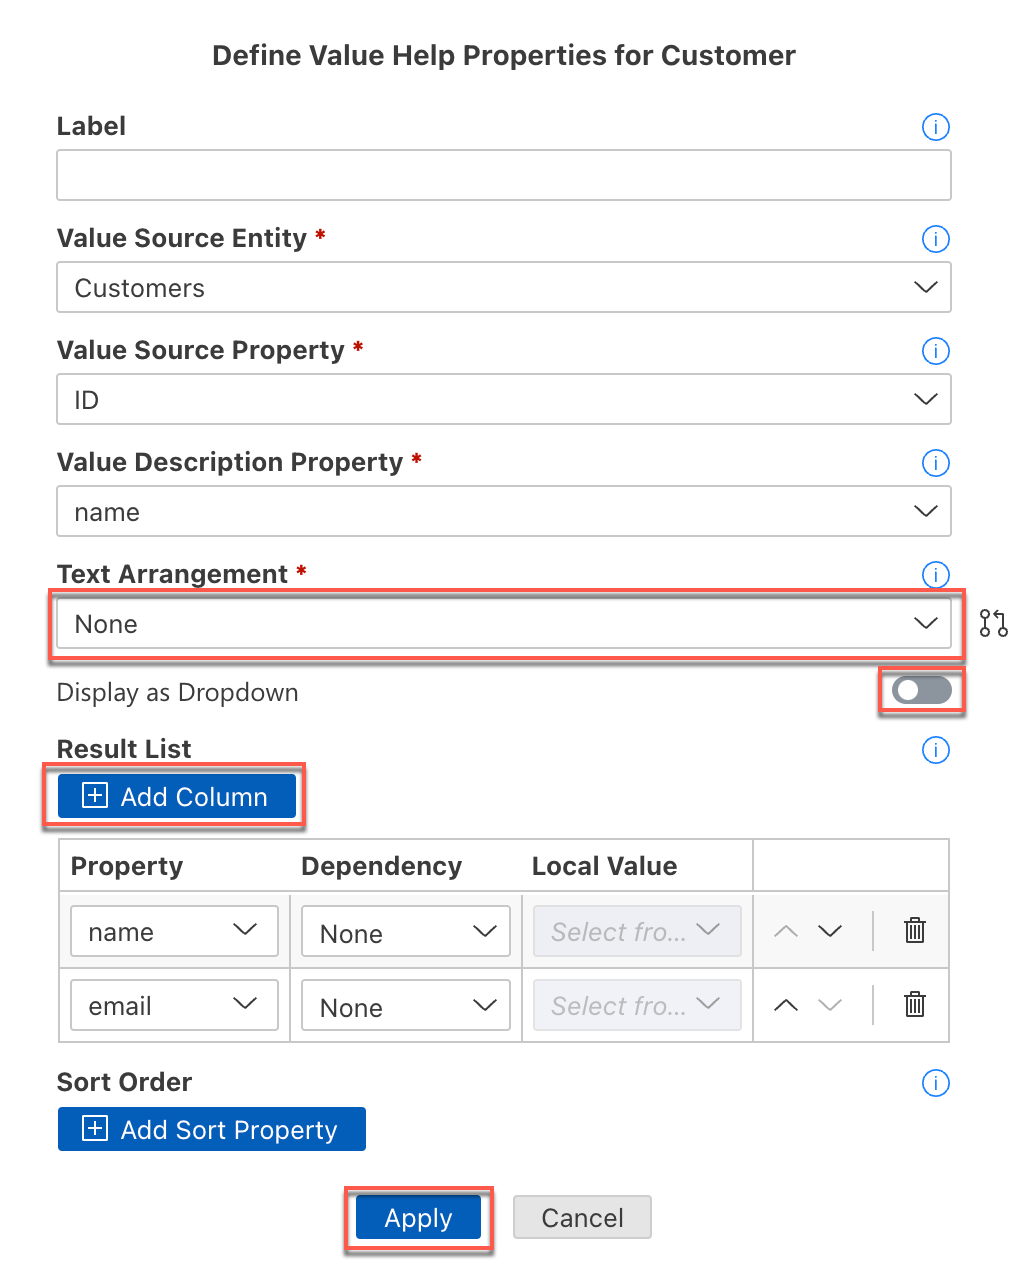 Define Value Help Properties for Customer
Label
Value Source Entity *
Customers
Value Source Property *
ID
Value Description Property *
name
Text Arrangement *
None
Display as Dropdown
Result List
Add Column
Property Dependency Local Value
name None Select fro...
email None Select fro...
Sort Order
Add Sort Property
Apply Cancel